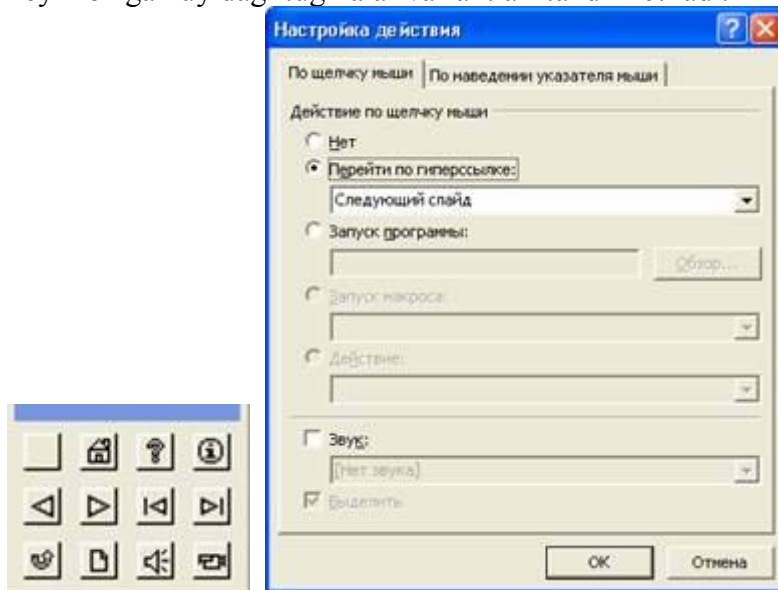 Настройка действия
По щелчку мыши
По наведении указателя мыши
Действие по щелчку мыши
Нет
Перейти по гиперссылке:
Следующий слайд
Запуск программы:
Обзор...
Запуск макроса:
Действие:
Звук:
[Нет звука]
Выделить
ОК
Отмена